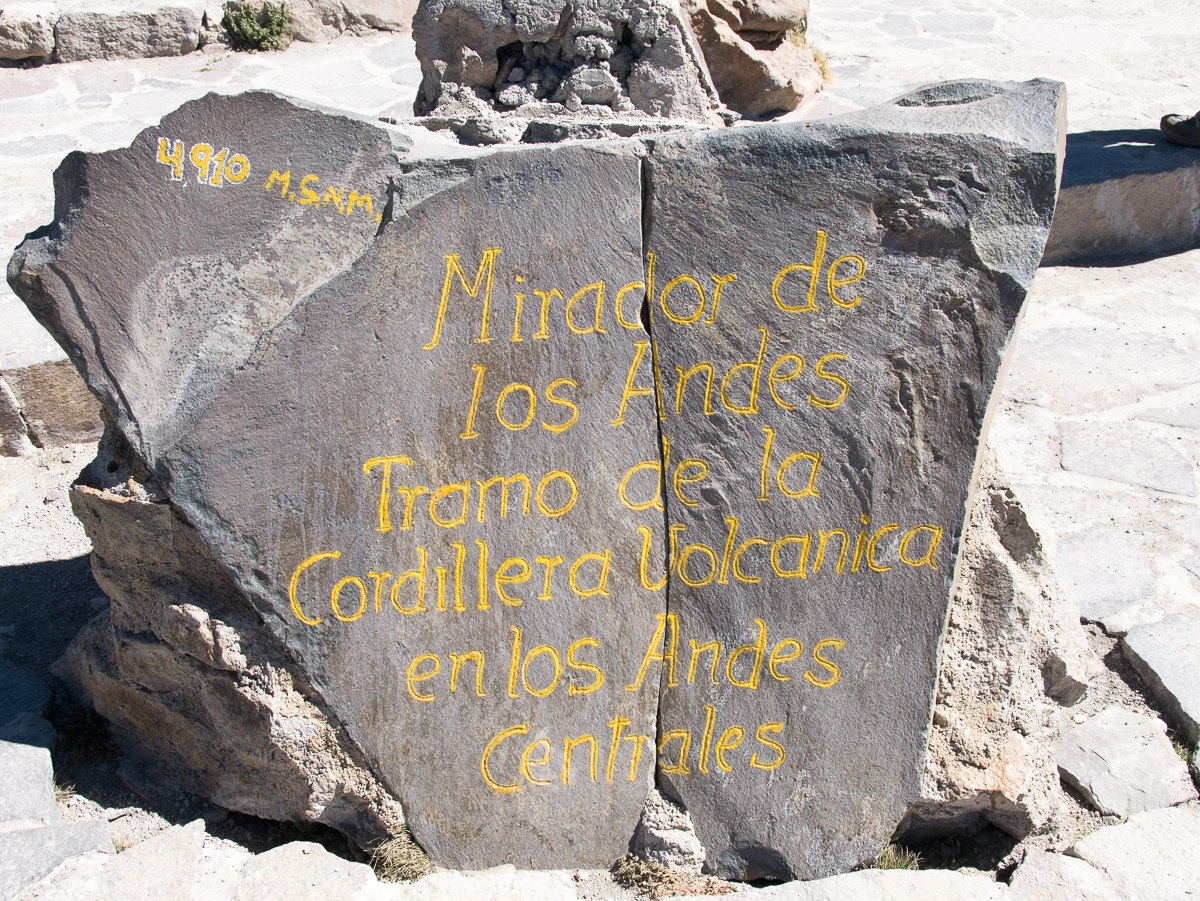 4910 M.S.N.M.
Mirador de
los Andes
Tramo de la
Cordillera Volcanica
en los Andes
Centrales